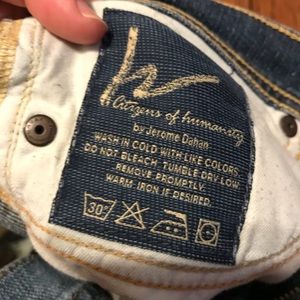 Citizens of humanity
by Jerome Dahan
WASH IN COLD WITH LIKE COLORS.
DO NOT BLEACH. TUMBLE DRY LOW.
REMOVE PROMPTLY.
WARM IRON IF DESIRED.
30°